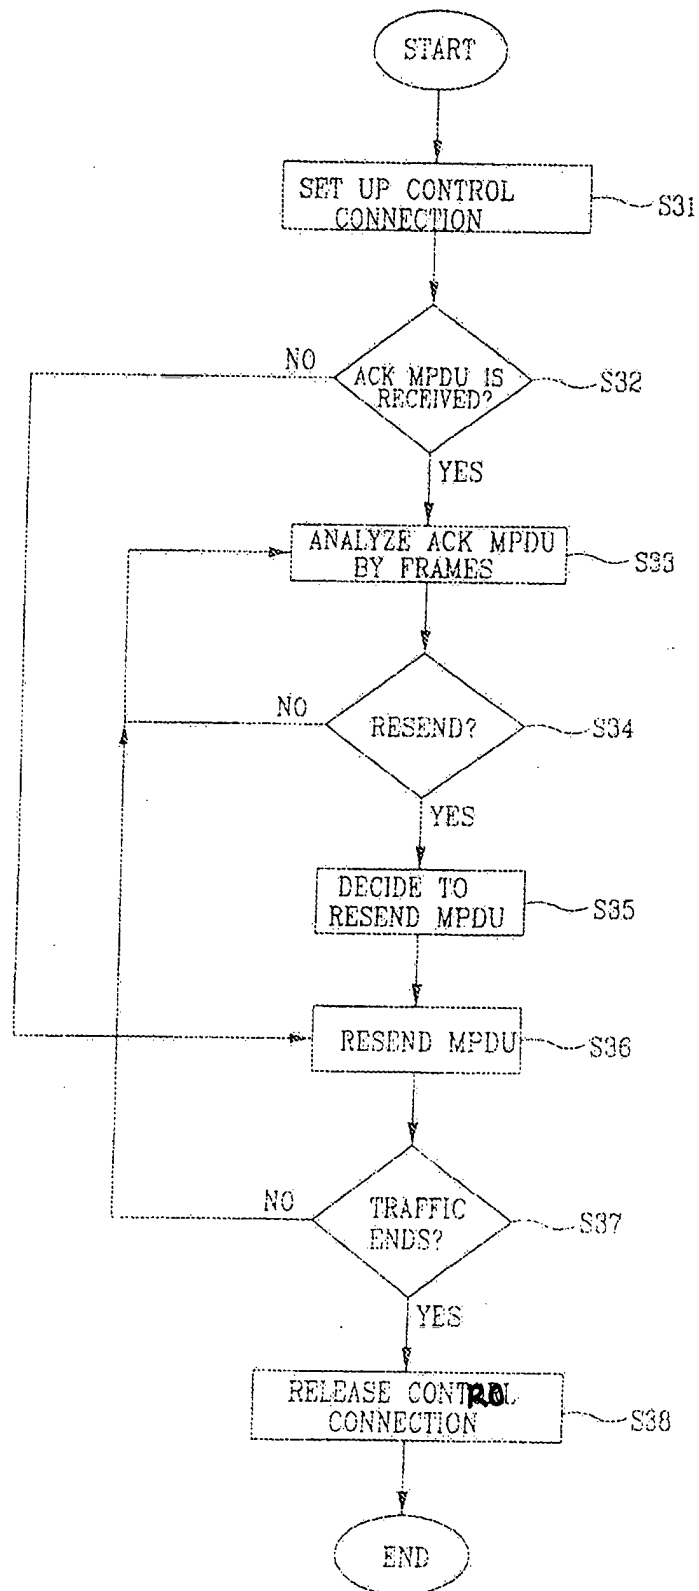 START
SET UP CONTROL
CONNECTION
S31
NO
ACK MPDU IS
RECEIVED?
S32
YES
ANALYZE ACK MPDU
BY FRAMES
S33
NO
RESEND?
S34
YES
DECIDE TO
RESEND MPDU
S35
RESEND MPDU
S36
NO
TRAFFIC
ENDS?
S37
YES
RELEASE CONTROL
CONNECTION
S38
END